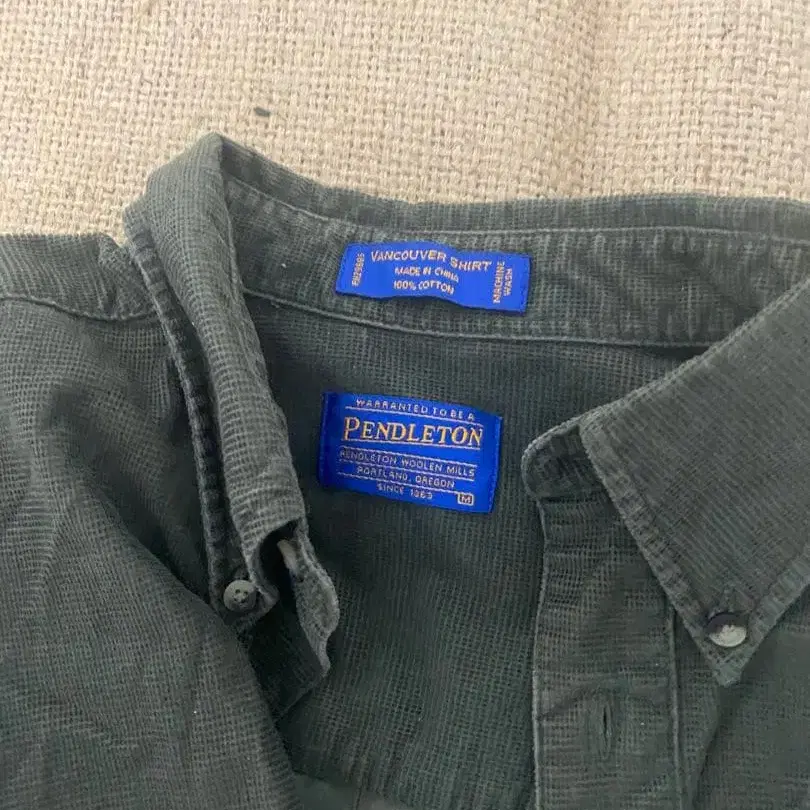 VANCOUVER SHIRT
MADE IN CHINA
100% COTTON
MACHINE
WASH
WARRANTED TO BE A
PENDLETON
PENDLETON WOOLEN MILLS
PORTLAND, OREGON
SINCE 1863
M